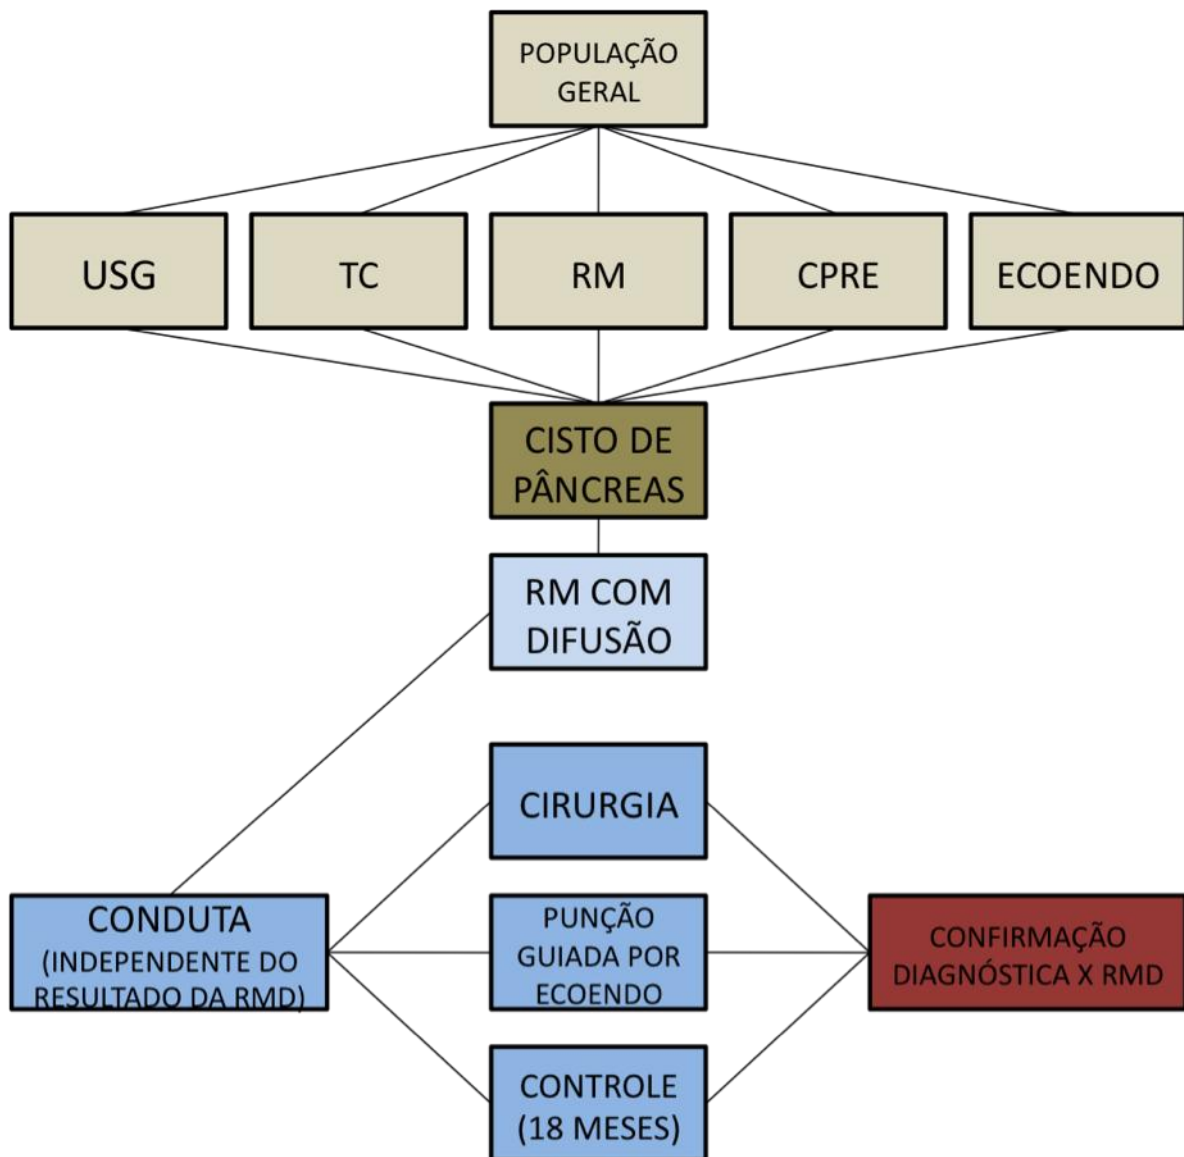 POPULAÇÃO
GERAL
USG
TC
RM
CPRE
ECOENDO
CISTO DE
PÂNCREAS
RM COM
DIFUSÃO
CIRURGIA
CONDUTA
(INDEPENDENTE DO
RESULTADO DA RMD)
PUNÇÃO
GUIADA POR
ECOENDO
CONFIRMAÇÃO
DIAGNÓSTICA X RMD
CONTROLE
(18 MESES)